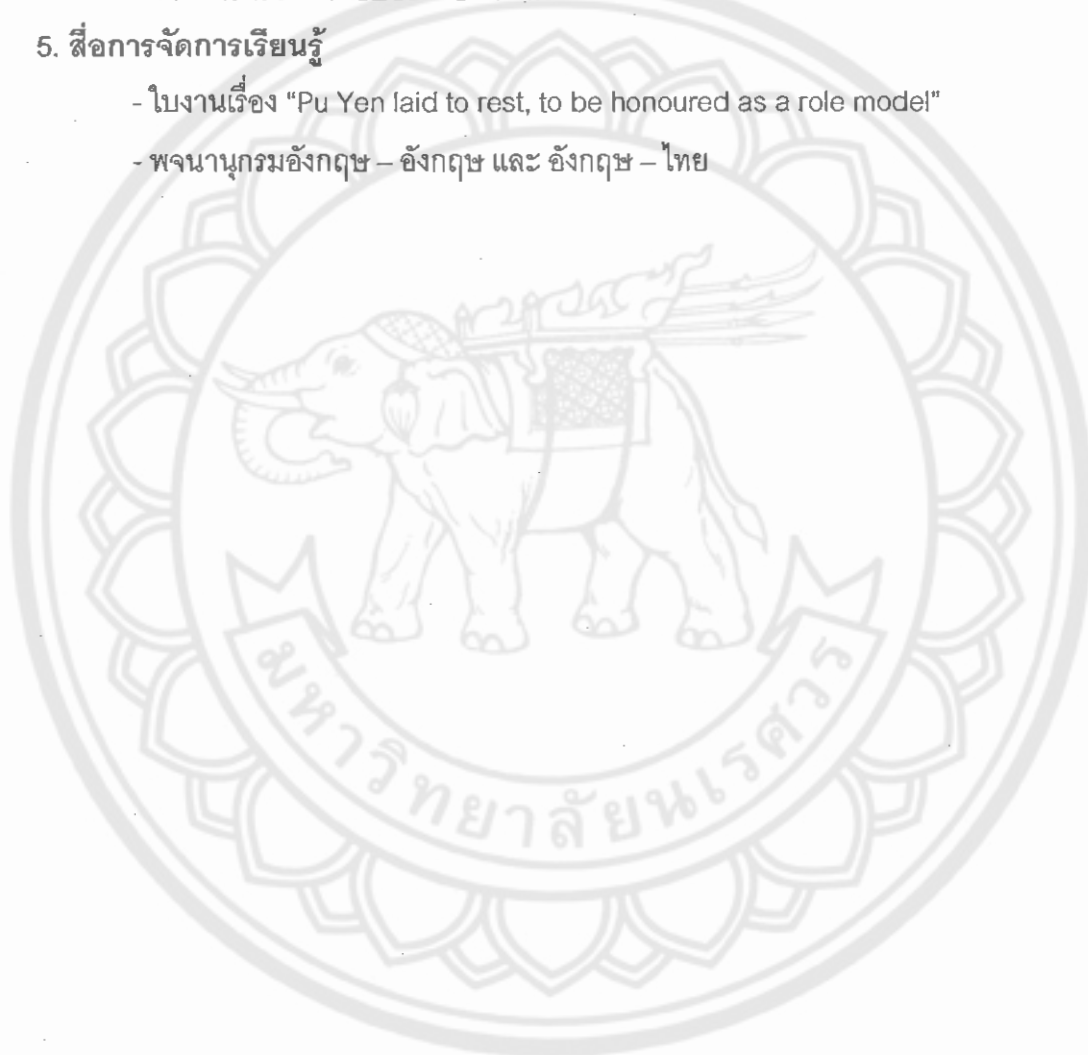 5. สื่อการจัดการเรียนรู้
- ใบงานเรื่อง “Pu Yen laid to rest, to be honoured as a role model”
- พจนานุกรมอังกฤษ – อังกฤษ และ อังกฤษ – ไทย
มหาวิทยาลัยนเรศวร